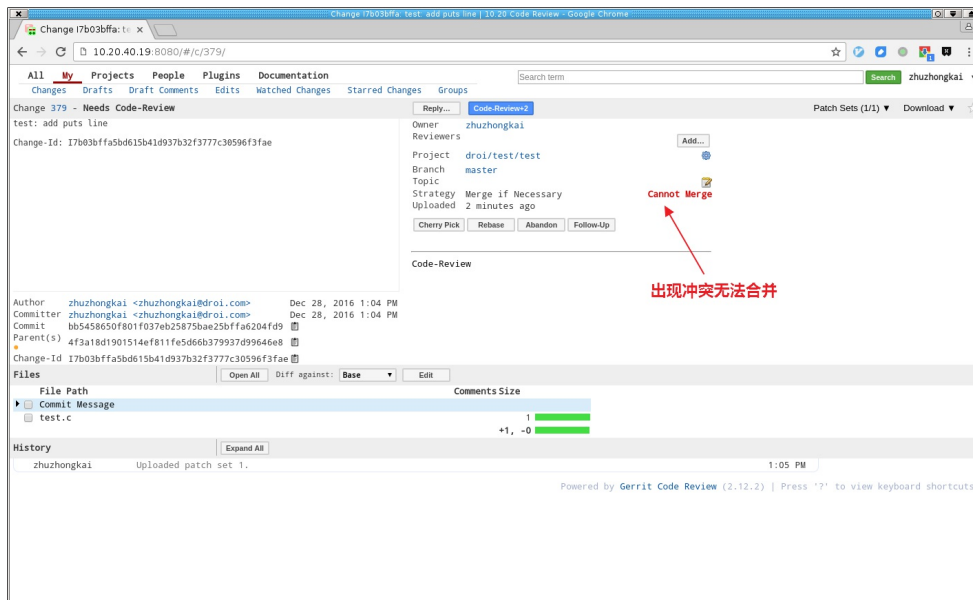 Change I7b03bffa: test: add puts line | 10.20 Code Review - Google Chrome
Change I7b03bffa: te
10.20.40.19:8080/#/c/379/
All My Projects People Plugins Documentation
Search term
Search
zhuzhongkai
Changes Drafts Draft Comments Edits Watched Changes Starred Changes Groups
Change 379 - Needs Code-Review
Reply...
Code-Review+2
Patch Sets (1/1) ▼ Download ▼
test: add puts line
Change-Id: I7b03bffa5bd615b41d937b32f3777c30596f3fae
Owner zhuzhongkai
Reviewers
Add...
Project droi/test/test
Branch master
Topic
Strategy Merge if Necessary
Cannot Merge
Uploaded 2 minutes ago
Cherry Pick Rebase Abandon Follow-Up
Code-Review
出现冲突无法合并
Author zhuzhongkai <zhuzhongkai@droi.com> Dec 28, 2016 1:04 PM
Committer zhuzhongkai <zhuzhongkai@droi.com> Dec 28, 2016 1:04 PM
Commit bb5458650f801f037eb25875bae25bffa6204fd9
Parent(s) 4f3a18d1901514ef811fe5d66b379937d99646e8
Change-Id I7b03bffa5bd615b41d937b32f3777c30596f3fae
Files
Open All Diff against: Base Edit
File Path Comments Size
Commit Message
test.c 1
+1, -0
History
Expand All
zhuzhongkai Uploaded patch set 1. 1:05 PM
Powered by Gerrit Code Review (2.12.2) | Press '?' to view keyboard shortcuts